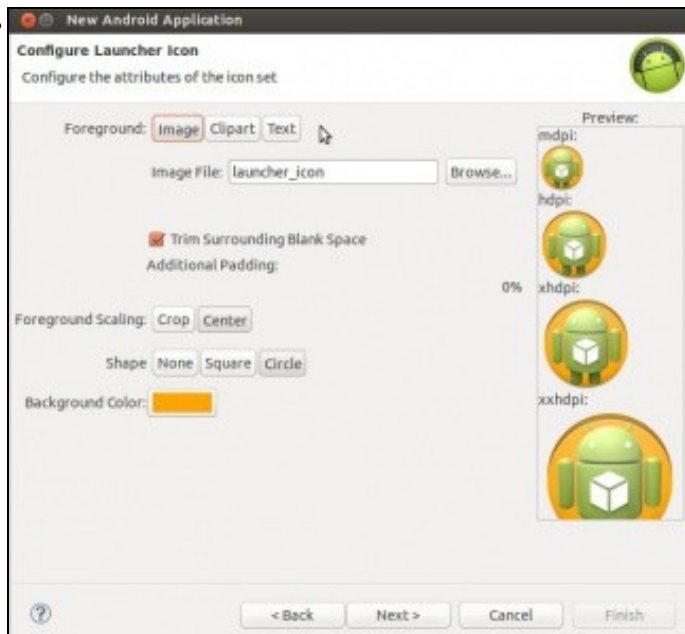 New Android Application
Configure Launcher Icon
Configure the attributes of the icon set
Foreground: Image Clipart Text
Preview:
mdpi:
Image File: launcher_icon Browse...
hdpi:
Trim Surrounding Blank Space
Additional Padding:
0% xhdpi:
Foreground Scaling: Crop Center
Shape None Square Circle
Background Color:
xxhdpi:
? < Back Next > Cancel Finish